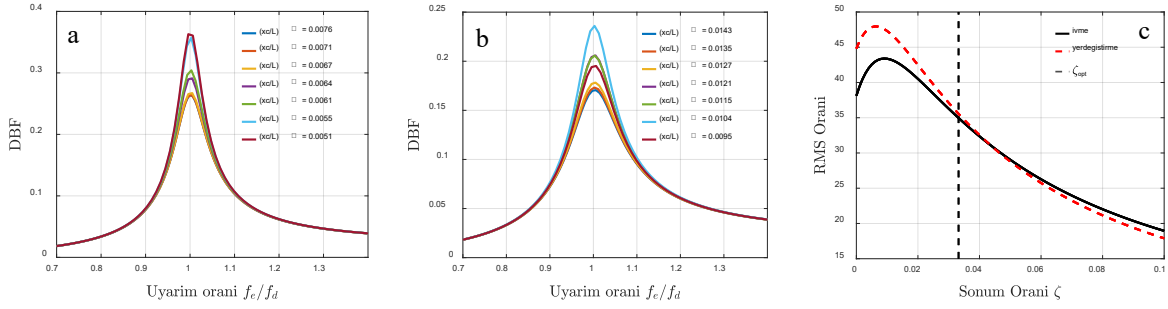 a
DBF
0.4
0.3
0.2
0.1
0
0.7
0.8
0.9
1
1.1
1.2
1.3
Uyarim orani f_e/f_d
(xc/L) □ = 0.0076
(xc/L) □ = 0.0071
(xc/L) □ = 0.0067
(xc/L) □ = 0.0064
(xc/L) □ = 0.0061
(xc/L) □ = 0.0055
(xc/L) □ = 0.0051
b
DBF
0.25
0.2
0.15
0.1
0.05
0
0.7
0.8
0.9
1
1.1
1.2
1.3
Uyarim orani f_e/f_d
(xc/L) □ = 0.0143
(xc/L) □ = 0.0135
(xc/L) □ = 0.0127
(xc/L) □ = 0.0121
(xc/L) □ = 0.0115
(xc/L) □ = 0.0104
(xc/L) □ = 0.0095
c
RMS Orani
50
45
40
35
30
25
20
15
0
0.02
0.04
0.06
0.08
0.1
Sonum Orani ζ
ivme
yerdegistirme
ζopt